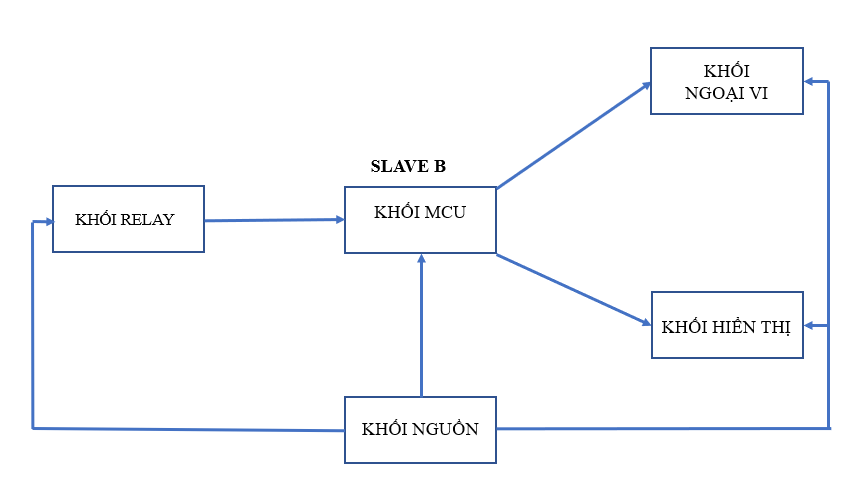 KHỐI
NGOẠI VI
SLAVE B
KHỐI MCU
KHỐI RELAY
KHỐI HIỂN THỊ
KHỐI NGUỒN